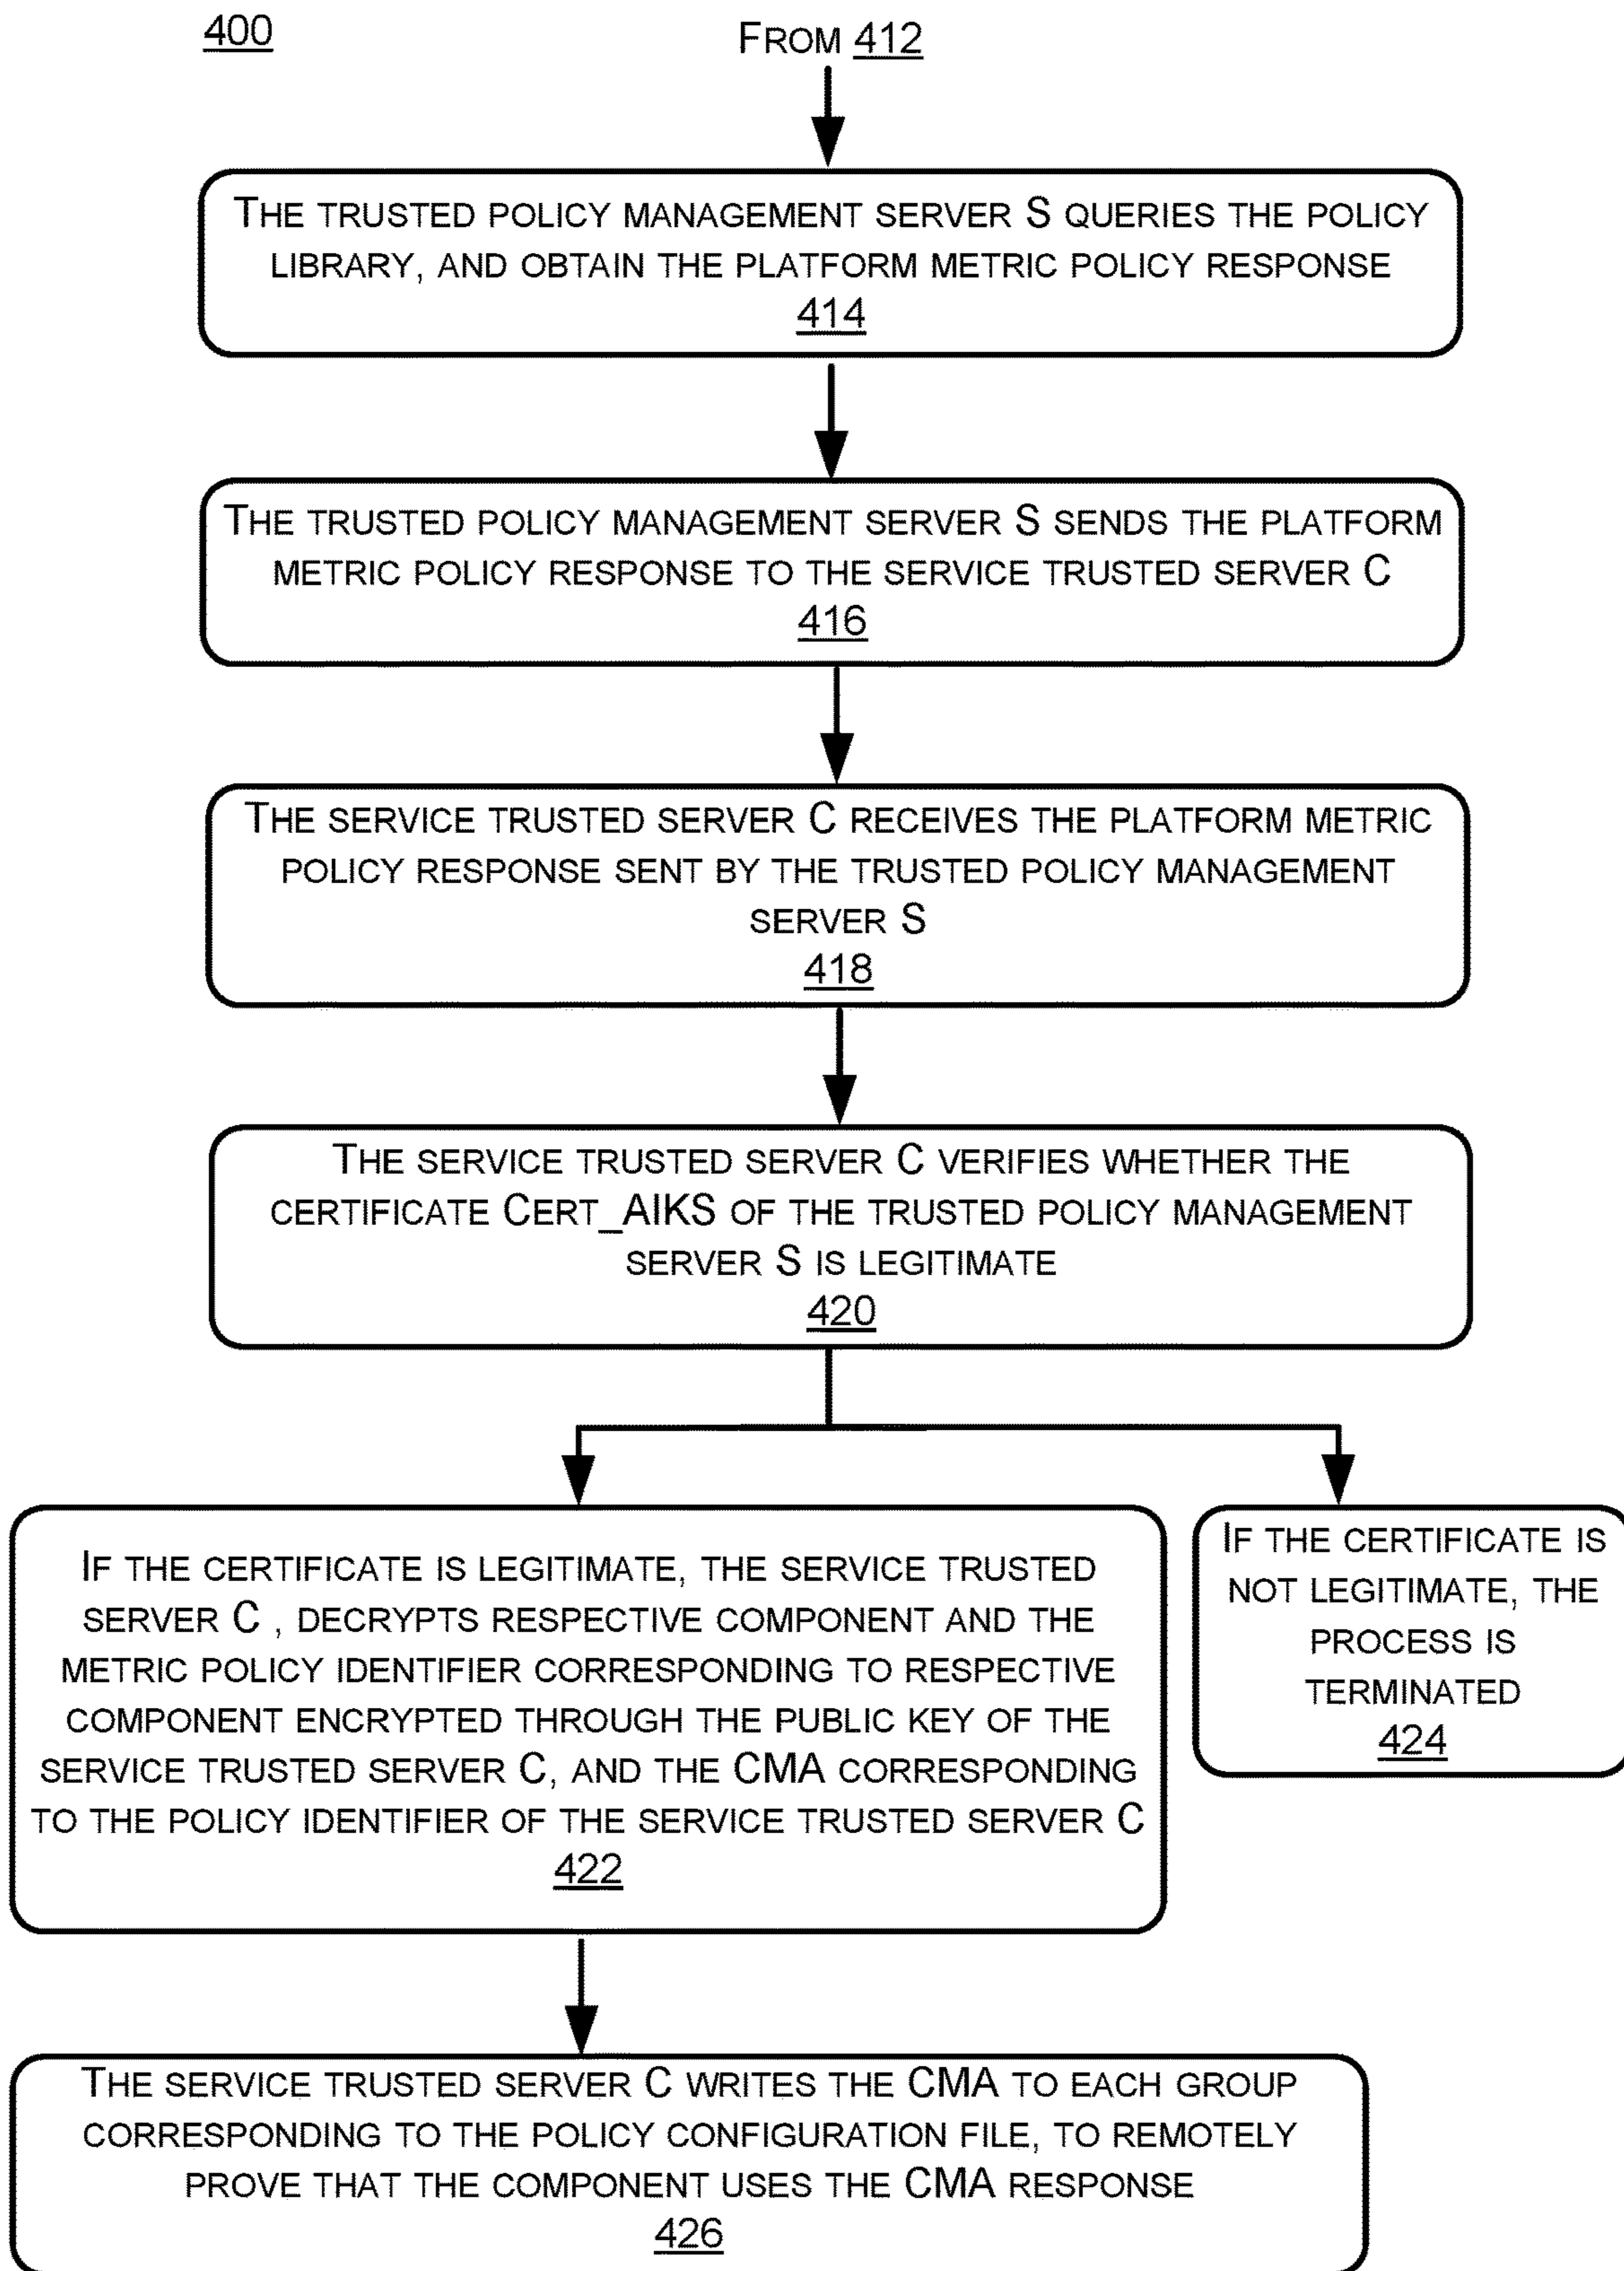 400
FROM 412
THE TRUSTED POLICY MANAGEMENT SERVER S QUERIES THE POLICY
LIBRARY, AND OBTAIN THE PLATFORM METRIC POLICY RESPONSE
414
THE TRUSTED POLICY MANAGEMENT SERVER S SENDS THE PLATFORM
METRIC POLICY RESPONSE TO THE SERVICE TRUSTED SERVER C
416
THE SERVICE TRUSTED SERVER C RECEIVES THE PLATFORM METRIC
POLICY RESPONSE SENT BY THE TRUSTED POLICY MANAGEMENT
SERVER S
418
THE SERVICE TRUSTED SERVER C VERIFIES WHETHER THE
CERTIFICATE CERT_AIKS OF THE TRUSTED POLICY MANAGEMENT
SERVER S IS LEGITIMATE
420
IF THE CERTIFICATE IS LEGITIMATE, THE SERVICE TRUSTED
SERVER C , DECRYPTS RESPECTIVE COMPONENT AND THE
METRIC POLICY IDENTIFIER CORRESPONDING TO RESPECTIVE
COMPONENT ENCRYPTED THROUGH THE PUBLIC KEY OF THE
SERVICE TRUSTED SERVER C, AND THE CMA CORRESPONDING
TO THE POLICY IDENTIFIER OF THE SERVICE TRUSTED SERVER C
422
IF THE CERTIFICATE IS
NOT LEGITIMATE, THE
PROCESS IS
TERMINATED
424
THE SERVICE TRUSTED SERVER C WRITES THE CMA TO EACH GROUP
CORRESPONDING TO THE POLICY CONFIGURATION FILE, TO REMOTELY
PROVE THAT THE COMPONENT USES THE CMA RESPONSE
426